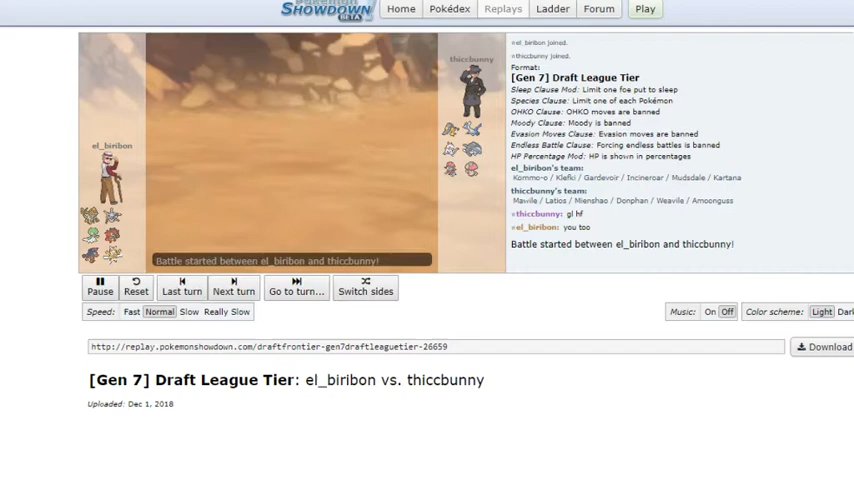 SHOWDOWN
BETA
Home Pokédex Replays Ladder Forum Play
el_biribon joined.
thiccbunny joined.
Format:
[Gen 7] Draft League Tier
Sleep Clause Mod: Limit one foe put to sleep
Species Clause: Limit one of each Pokémon
OHKO Clause: OHKO moves are banned
Moody Clause: Moody is banned
Evasion Moves Clause: Evasion moves are banned
Endless Battle Clause: Forcing endless battles is banned
HP Percentage Mod: HP is shown in percentages
el_biribon's team:
Kommo-o / Klefki / Gardevoir / Incineroar / Mudsdale / Kartana
thiccbunny's team:
Mawile / Latios / Mienshao / Donphan / Weavile / Amoonguss
☆thiccbunny: gl hf
☆el_biribon: you too
Battle started between el_biribon and thiccbunny!
thiccbunny
el_biribon
Battle started between el_biribon and thiccbunny!
Pause Reset Last turn Next turn Go to turn... Switch sides
Speed: Fast Normal Slow Really Slow
Music: On Off
Color scheme: Light Dark
http://replay.pokemonshowdown.com/draftfrontier-gen7draftleaguetier-26659
Download
[Gen 7] Draft League Tier: el_biribon vs. thiccbunny
Uploaded: Dec 1, 2018